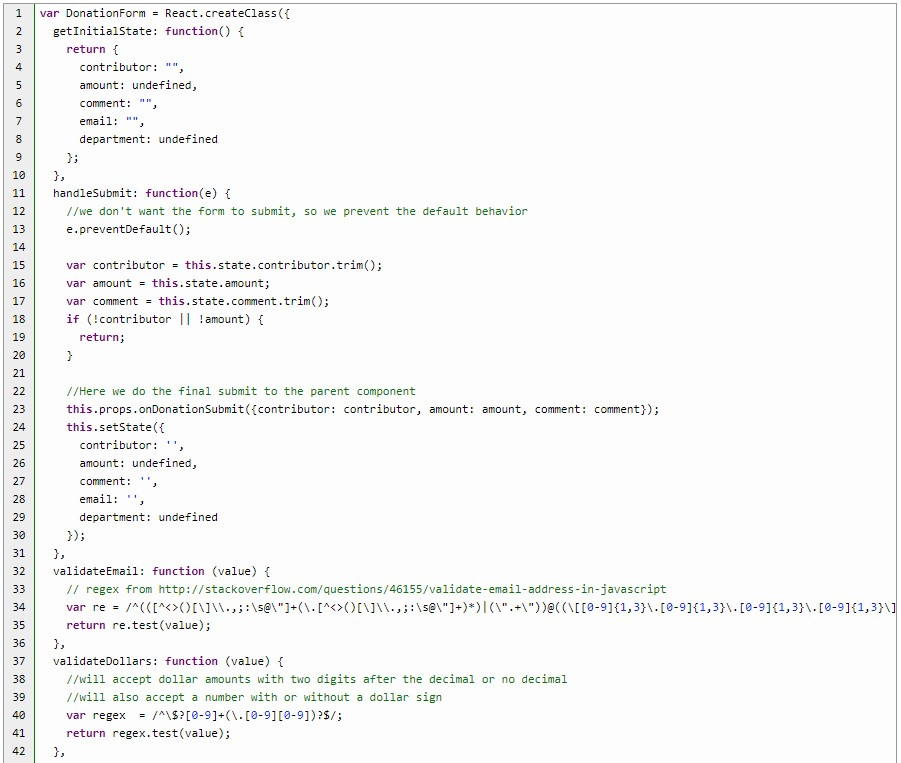 1 var DonationForm = React.createClass({
2   getInitialState: function() {
3     return {
4       contributor: "",
5       amount: undefined,
6       comment: "",
7       email: "",
8       department: undefined
9     };
10   },
11   handleSubmit: function(e) {
12     //we don't want the form to submit, so we prevent the default behavior
13     e.preventDefault();
14
15     var contributor = this.state.contributor.trim();
16     var amount = this.state.amount;
17     var comment = this.state.comment.trim();
18     if (!contributor || !amount) {
19       return;
20     }
21
22     //Here we do the final submit to the parent component
23     this.props.onDonationSubmit({contributor: contributor, amount: amount, comment: comment});
24     this.setState({
25       contributor: '',
26       amount: undefined,
27       comment: '',
28       email: '',
29       department: undefined
30     });
31   },
32   validateEmail: function (value) {
33     // regex from http://stackoverflow.com/questions/46155/validate-email-address-in-javascript
34     var re = /^(([^<>()[\]\\.,;:\s@\"]+(\.[^<>()[\]\\.,;:\s@\"]+)*)|(\".+\"))@((\[[0-9]{1,3}\.[0-9]{1,3}\.[0-9]{1,3}\.[0-9]{1,3}\]
35     return re.test(value);
36   },
37   validateDollars: function (value) {
38     //will accept dollar amounts with two digits after the decimal or no decimal
39     //will also accept a number with or without a dollar sign
40     var regex  = /^\$?[0-9]+(\.[0-9][0-9])?$/;
41     return regex.test(value);
42   },